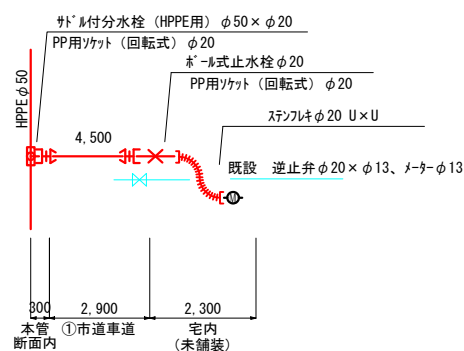 ｻﾄﾞﾙ付分水栓（HPPE用）φ50×φ20
PP用ソケット（回転式）φ20
ﾎﾞｰﾙ式止水栓φ20
PP用ソケット（回転式）φ20
HPPEφ50
4,500
ｽﾃﾝﾌﾚｷφ20 U×U
既設　逆止弁φ20×φ13、ﾒｰﾀｰφ13
M
300
2,900
2,300
本管
断面内
①市道車道
宅内
(未舗装)